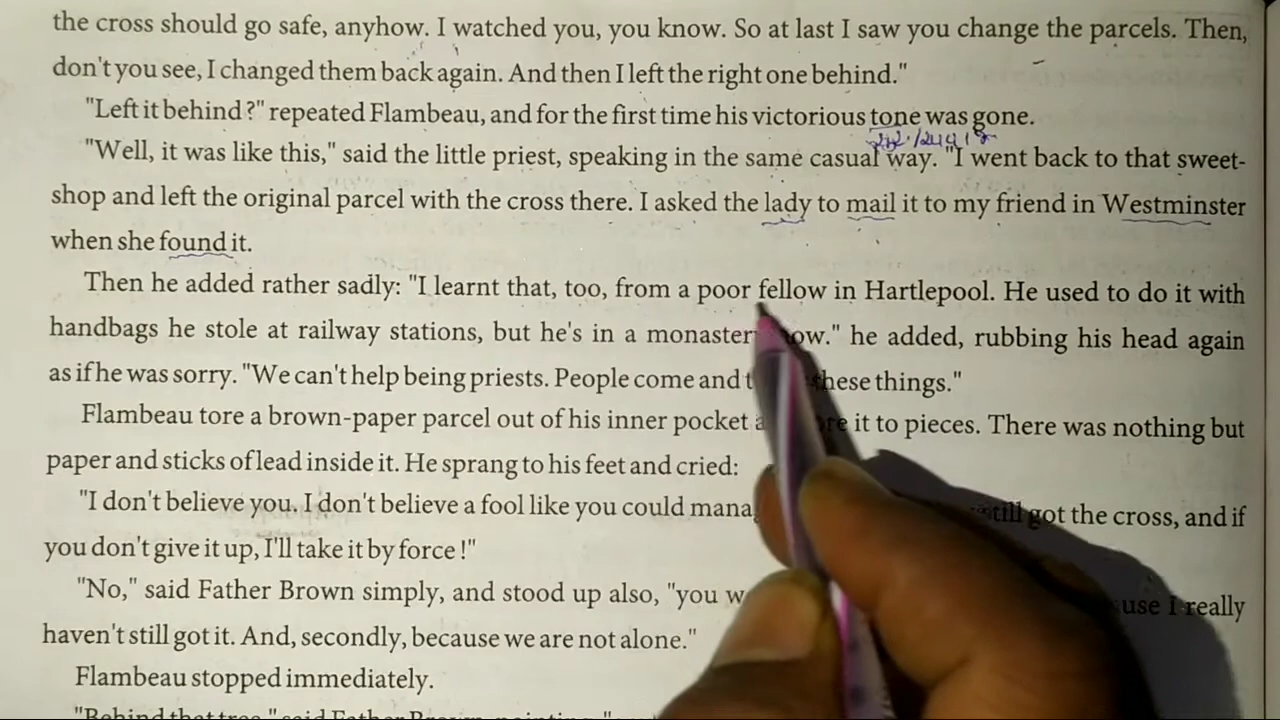 the cross should go safe, anyhow. I watched you, you know. So at last I saw you change the parcels. Then,
don't you see, I changed them back again. And then I left the right one behind."
"Left it behind ?" repeated Flambeau, and for the first time his victorious tone was gone.
"Well, it was like this," said the little priest, speaking in the same casual way. "I went back to that sweet-
shop and left the original parcel with the cross there. I asked the lady to mail it to my friend in Westminster
when she found it.
Then he added rather sadly: "I learnt that, too, from a poor fellow in Hartlepool. He used to do it with
handbags he stole at railway stations, but he's in a monaster ow." he added, rubbing his head again
as if he was sorry. "We can't help being priests. People come and t these things."
Flambeau tore a brown-paper parcel out of his inner pocket a re it to pieces. There was nothing but
paper and sticks of lead inside it. He sprang to his feet and cried:
"I don't believe you. I don't believe a fool like you could mana still got the cross, and if
you don't give it up, I'll take it by force !"
"No," said Father Brown simply, and stood up also, "you w use I really
haven't still got it. And, secondly, because we are not alone."
Flambeau stopped immediately.
"Behind that tree," said Father Brown, pointing, "